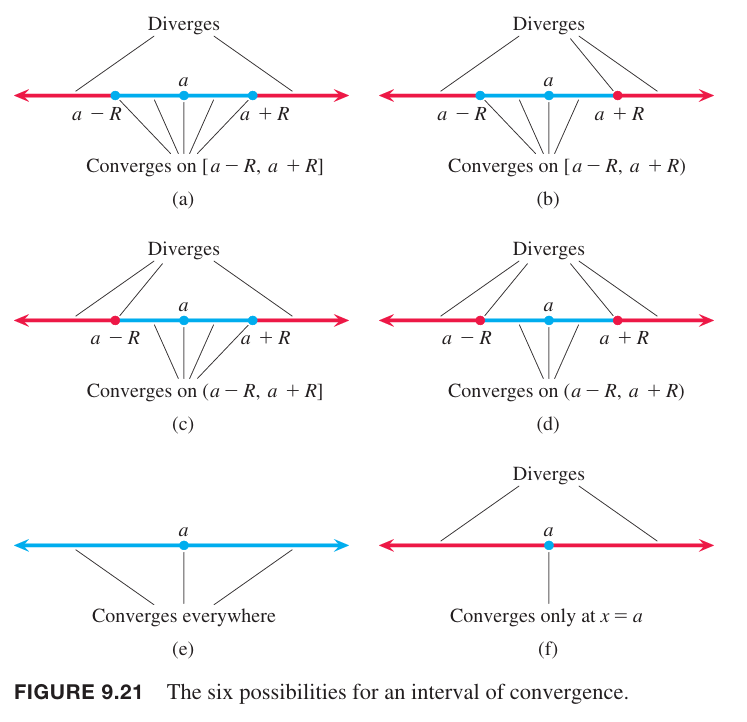 Diverges
a
a − R
a + R
Converges on [a − R, a + R]
(a)
Diverges
a
a − R
a + R
Converges on [a − R, a + R)
(b)
Diverges
a
a − R
a + R
Converges on (a − R, a + R]
(c)
Diverges
a
a − R
a + R
Converges on (a − R, a + R)
(d)
a
Converges everywhere
(e)
Diverges
a
Converges only at x = a
(f)
FIGURE 9.21 The six possibilities for an interval of convergence.